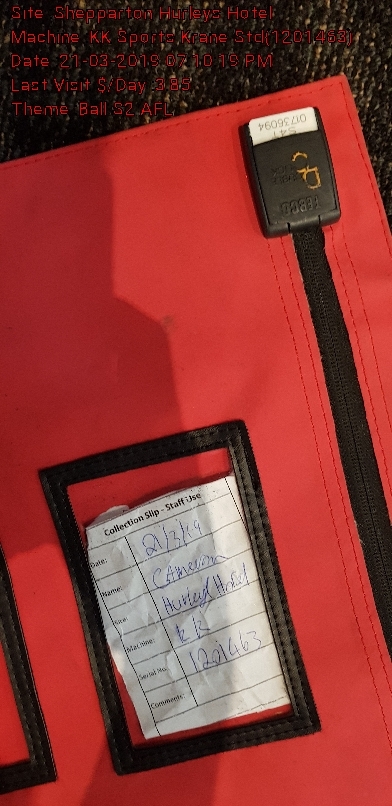 Site: Shepparton Hurleys Hotel
Machine: KK Sports Krane Std(1201463)
Date: 21-03-2019 07:10:19 PM
Last Visit $/Day: 3.85
Theme: Ball S2 AFL
547
01736094
Collection Slip - Staff Use
Date: 21/3/19
Name: Cameron
Site: Hurleys Hotel
Machine: KK
Serial No. 1201463
Comments: